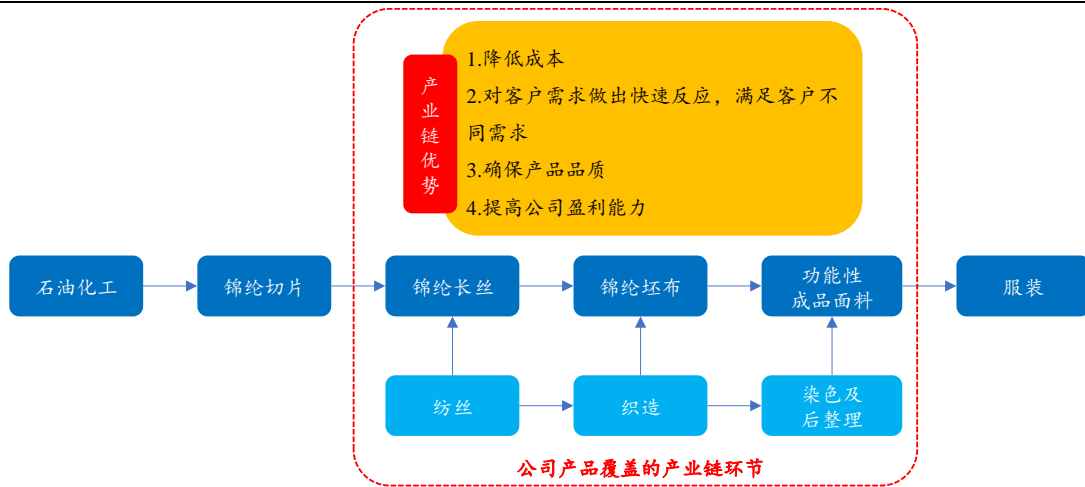 产业链优势
1.降低成本
2.对客户需求做出快速反应，满足客户不
同需求
3.确保产品品质
4.提高公司盈利能力
石油化工
锦纶切片
锦纶长丝
锦纶坯布
功能性
成品面料
服装
纺丝
织造
染色及
后整理
公司产品覆盖的产业链环节